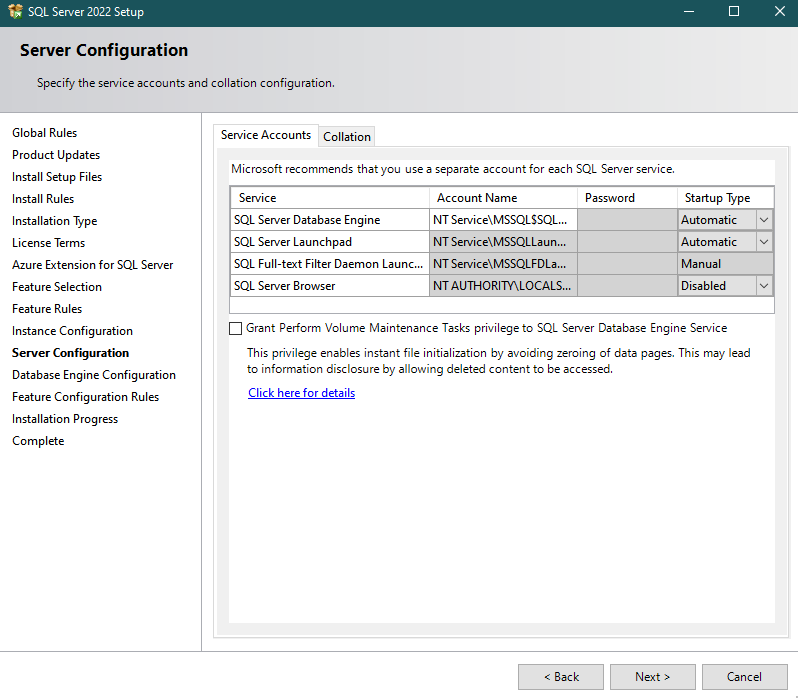 SQL Server 2022 Setup
Server Configuration
Specify the service accounts and collation configuration.
Global Rules
Product Updates
Install Setup Files
Install Rules
Installation Type
License Terms
Azure Extension for SQL Server
Feature Selection
Feature Rules
Instance Configuration
Server Configuration
Database Engine Configuration
Feature Configuration Rules
Installation Progress
Complete
Service Accounts Collation
Microsoft recommends that you use a separate account for each SQL Server service.
Service Account Name Password Startup Type
SQL Server Database Engine NT Service\MSSQL$SQL... Automatic
SQL Server Launchpad NT Service\MSSQLLaun... Automatic
SQL Full-text Filter Daemon Launc... NT Service\MSSQLFDLa... Manual
SQL Server Browser NT AUTHORITY\LOCALS... Disabled
Grant Perform Volume Maintenance Tasks privilege to SQL Server Database Engine Service
This privilege enables instant file initialization by avoiding zeroing of data pages. This may lead
to information disclosure by allowing deleted content to be accessed.
Click here for details
< Back Next > Cancel